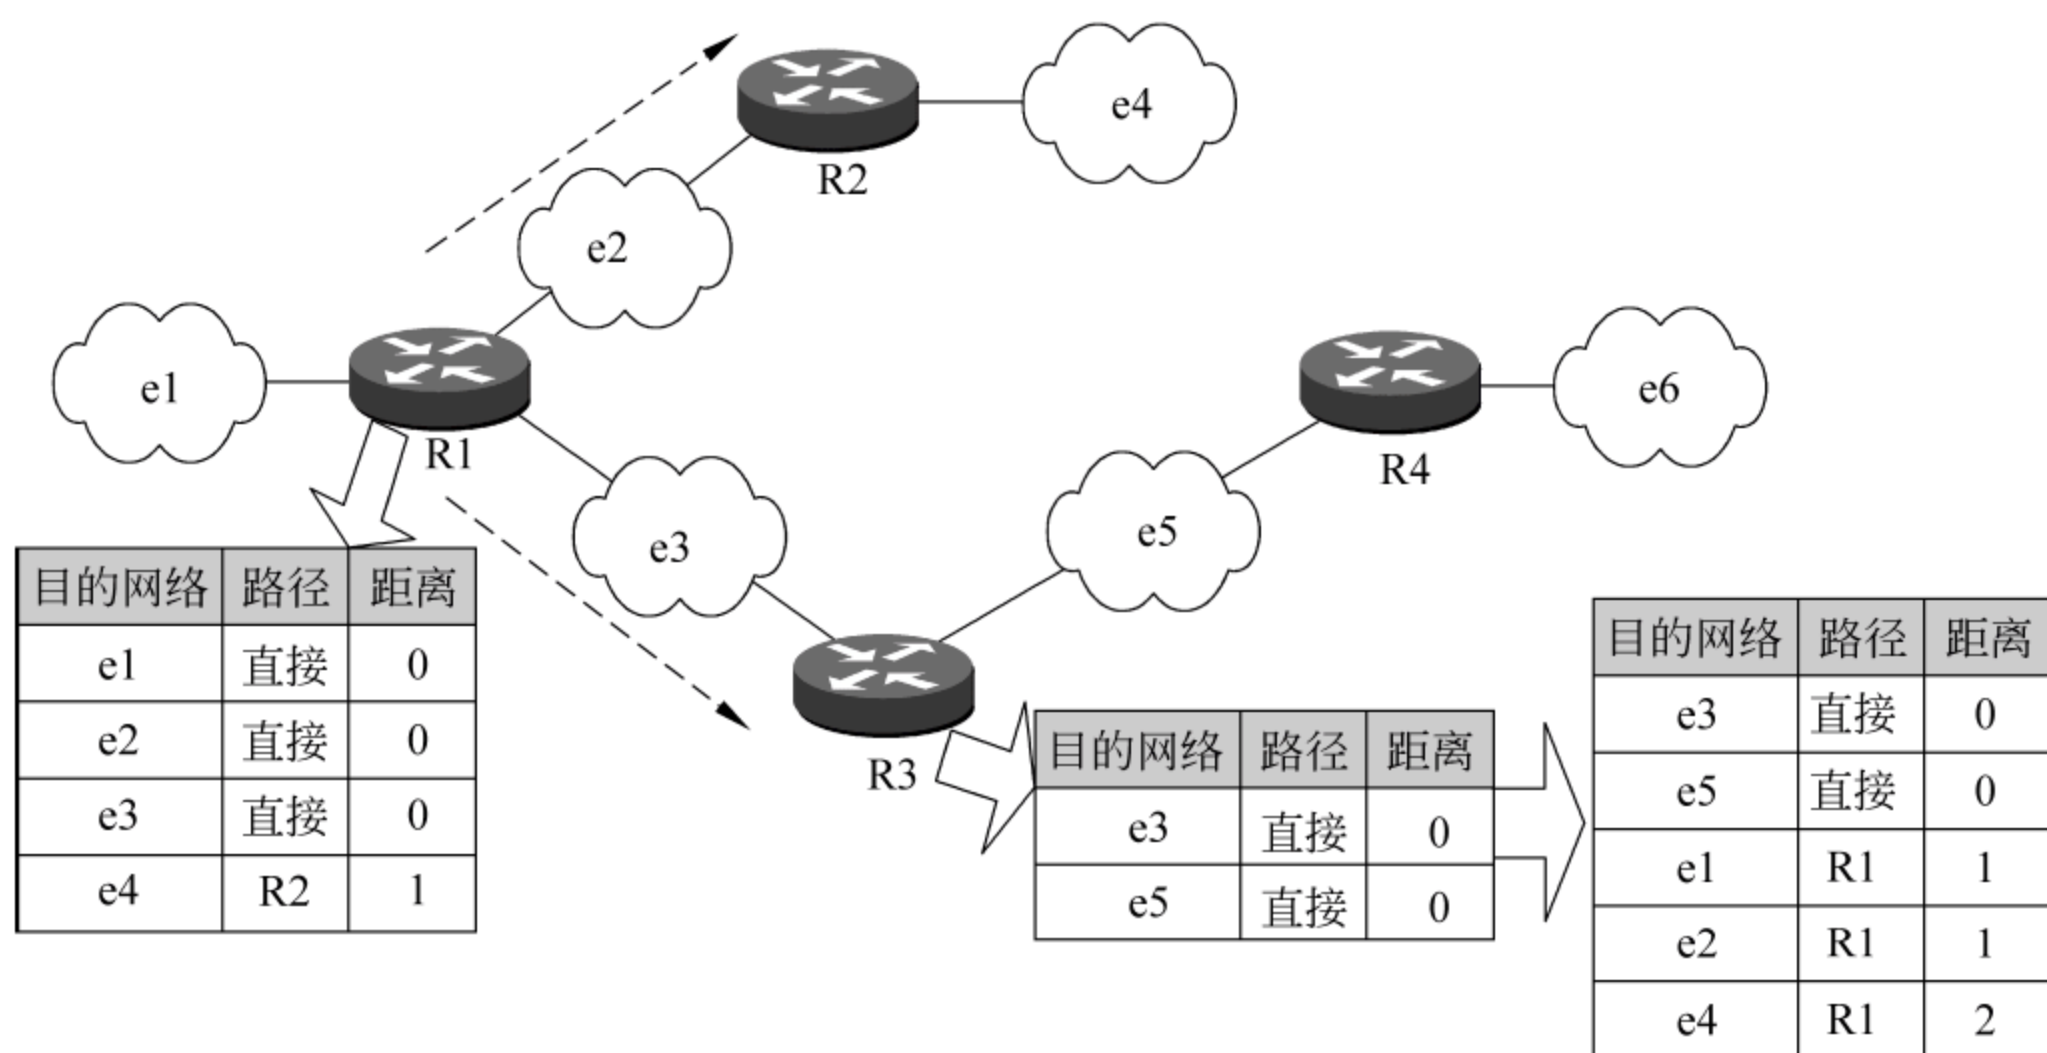 e4
R2
e2
e1
R1
e6
R4
e3
e5
R3
目的网络 路径 距离
e1 直接 0
e2 直接 0
e3 直接 0
e4 R2 1
目的网络 路径 距离
e3 直接 0
e5 直接 0
目的网络 路径 距离
e3 直接 0
e5 直接 0
e1 R1 1
e2 R1 1
e4 R1 2